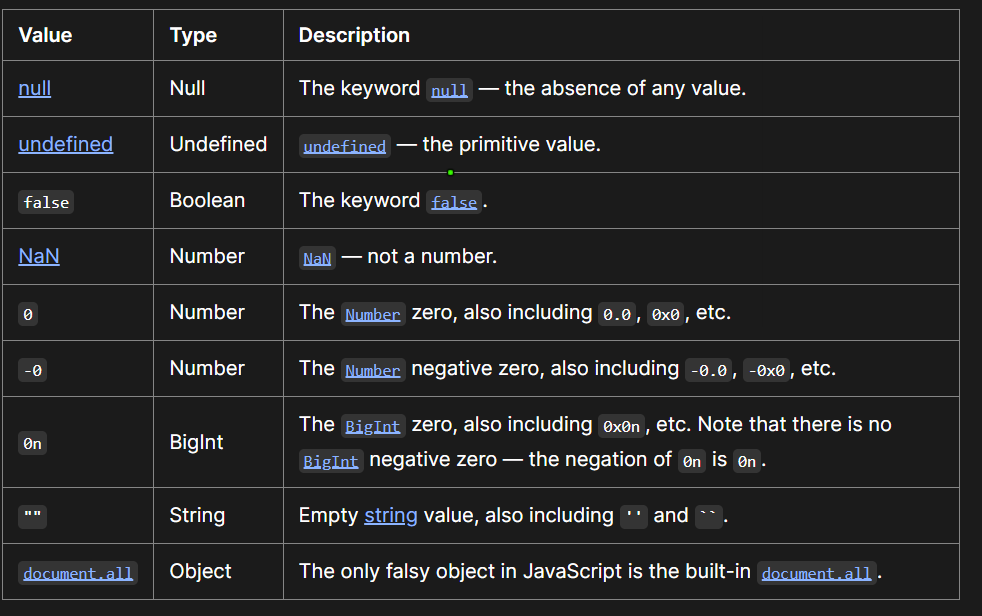 Value Type Description
null Null The keyword null — the absence of any value.
undefined Undefined undefined — the primitive value.
false Boolean The keyword false.
NaN Number NaN — not a number.
0 Number The Number zero, also including 0.0, 0x0, etc.
-0 Number The Number negative zero, also including -0.0, -0x0, etc.
0n BigInt The BigInt zero, also including 0x0n, etc. Note that there is no
BigInt negative zero — the negation of 0n is 0n.
"" String Empty string value, also including '' and ``.
document.all Object The only falsy object in JavaScript is the built-in document.all.